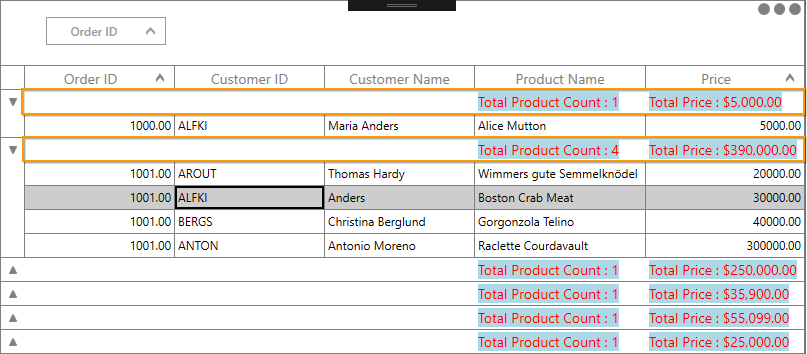 Order ID
Order ID Customer ID Customer Name Product Name Price
Total Product Count : 1 Total Price : $5,000.00
1000.00 ALFKI Maria Anders Alice Mutton 5000.00
Total Product Count : 4 Total Price : $390,000.00
1001.00 AROUT Thomas Hardy Wimmers gute Semmelknödel 20000.00
1001.00 ALFKI Anders Boston Crab Meat 30000.00
1001.00 BERGS Christina Berglund Gorgonzola Telino 40000.00
1001.00 ANTON Antonio Moreno Raclette Courdavault 300000.00
Total Product Count : 1 Total Price : $250,000.00
Total Product Count : 1 Total Price : $35,900.00
Total Product Count : 1 Total Price : $55,099.00
Total Product Count : 1 Total Price : $25,000.00